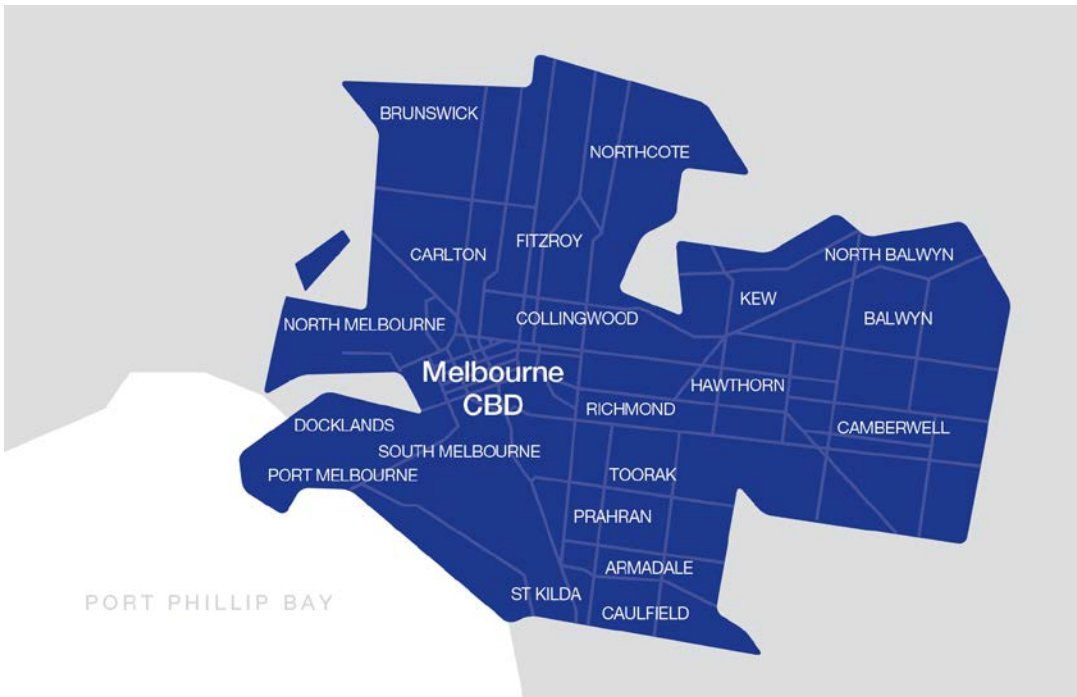 BRUNSWICK
NORTHCOTE
FITZROY
CARLTON
NORTH BALWYN
KEW
BALWYN
COLLINGWOOD
NORTH MELBOURNE
Melbourne
CBD
HAWTHORN
RICHMOND
DOCKLANDS
CAMBERWELL
SOUTH MELBOURNE
PORT MELBOURNE
TOORAK
PRAHRAN
ARMADALE
ST KILDA
CAULFIELD
PORT PHILLIP BAY